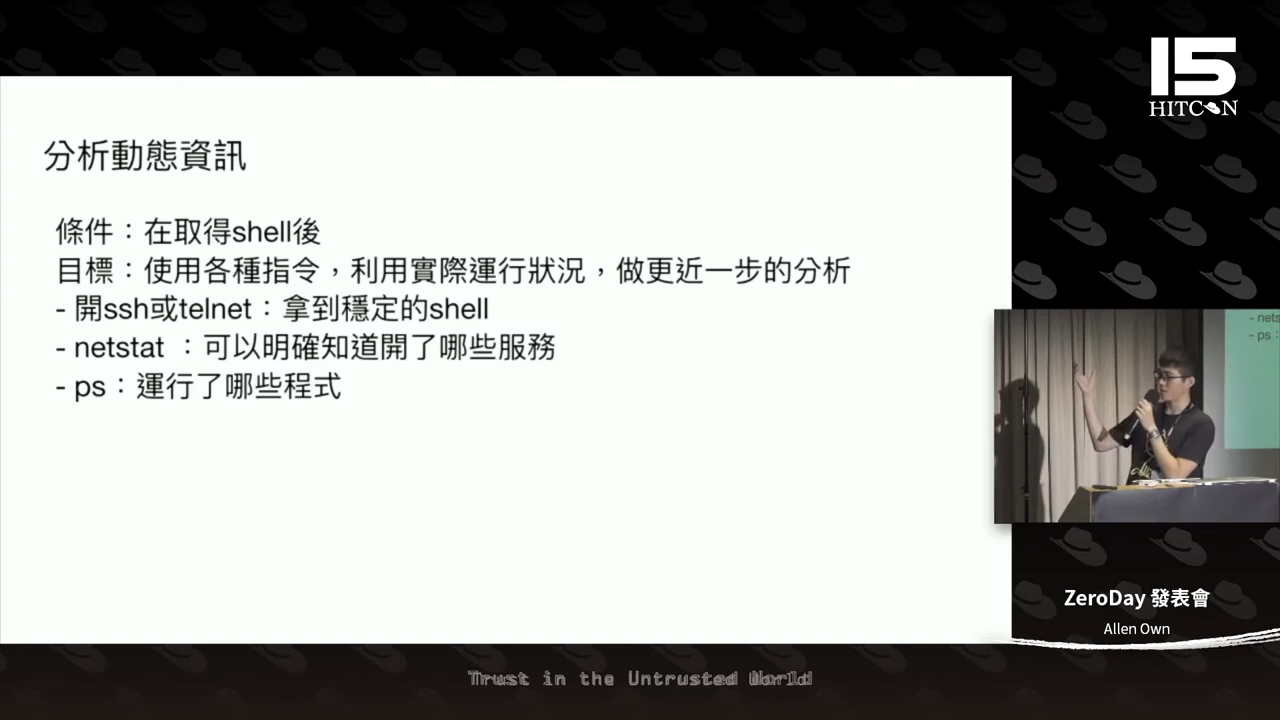 15
HITCON
分析動態資訊
條件：在取得shell後
目標：使用各種指令，利用實際運行狀況，做更近一步的分析
- 開ssh或telnet：拿到穩定的shell
- netstat ：可以明確知道開了哪些服務
- ps：運行了哪些程式
- nets
- ps：
ZeroDay 發表會
Allen Own
Trust in the Untrusted World